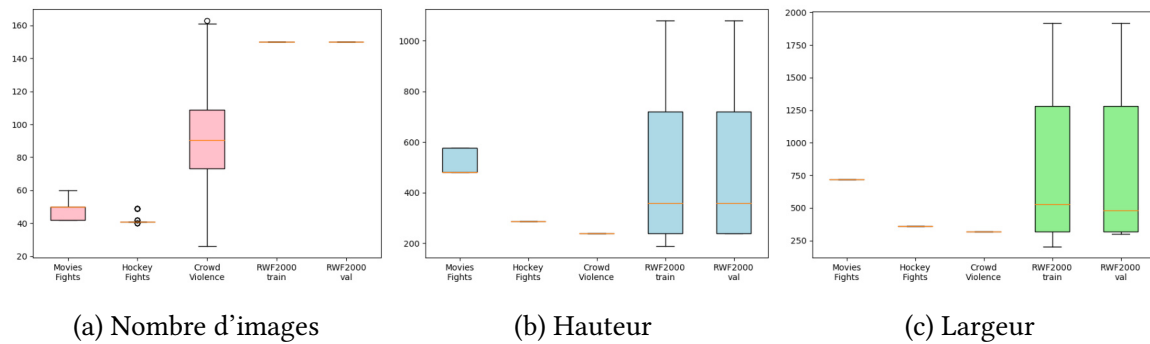 160
140
120
100
80
60
40
20
Movies Fights
Hockey Fights
Crowd Violence
RWF2000 train
RWF2000 val
(a) Nombre d'images
1000
800
600
400
200
Movies Fights
Hockey Fights
Crowd Violence
RWF2000 train
RWF2000 val
(b) Hauteur
2000
1750
1500
1250
1000
750
500
250
Movies Fights
Hockey Fights
Crowd Violence
RWF2000 train
RWF2000 val
(c) Largeur